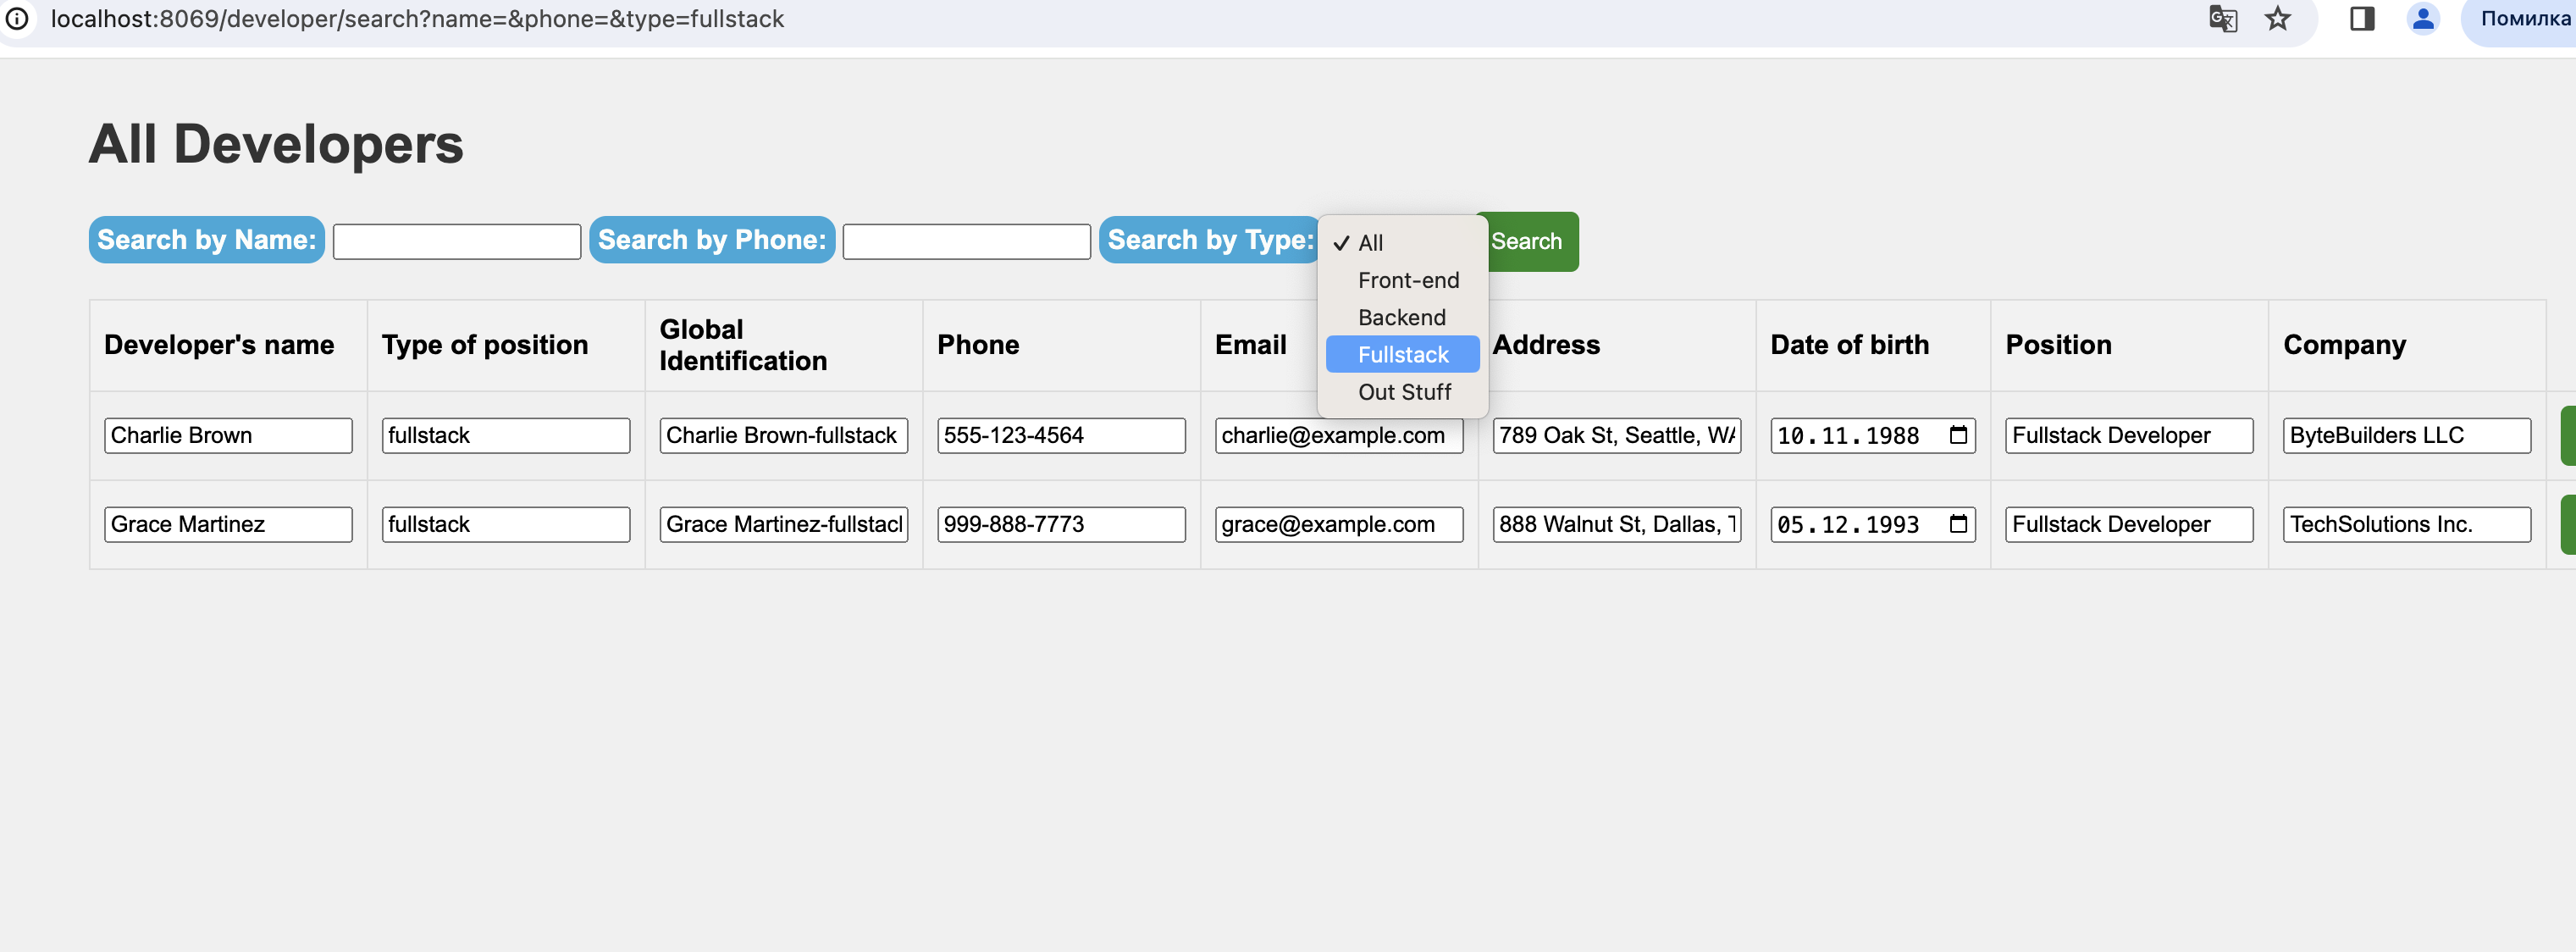 localhost:8069/developer/search?name=&phone=&type=fullstack
Помилка
All Developers
Search by Name: Search by Phone: Search by Type: Search
✓ All
Front-end
Backend
Fullstack
Out Stuff
Developer's name Type of position Global Identification Phone Email Address Date of birth Position Company
Charlie Brown fullstack Charlie Brown-fullstack 555-123-4564 charlie@example.com 789 Oak St, Seattle, WA 10.11.1988 Fullstack Developer ByteBuilders LLC
Grace Martinez fullstack Grace Martinez-fullstack 999-888-7773 grace@example.com 888 Walnut St, Dallas, 05.12.1993 Fullstack Developer TechSolutions Inc.